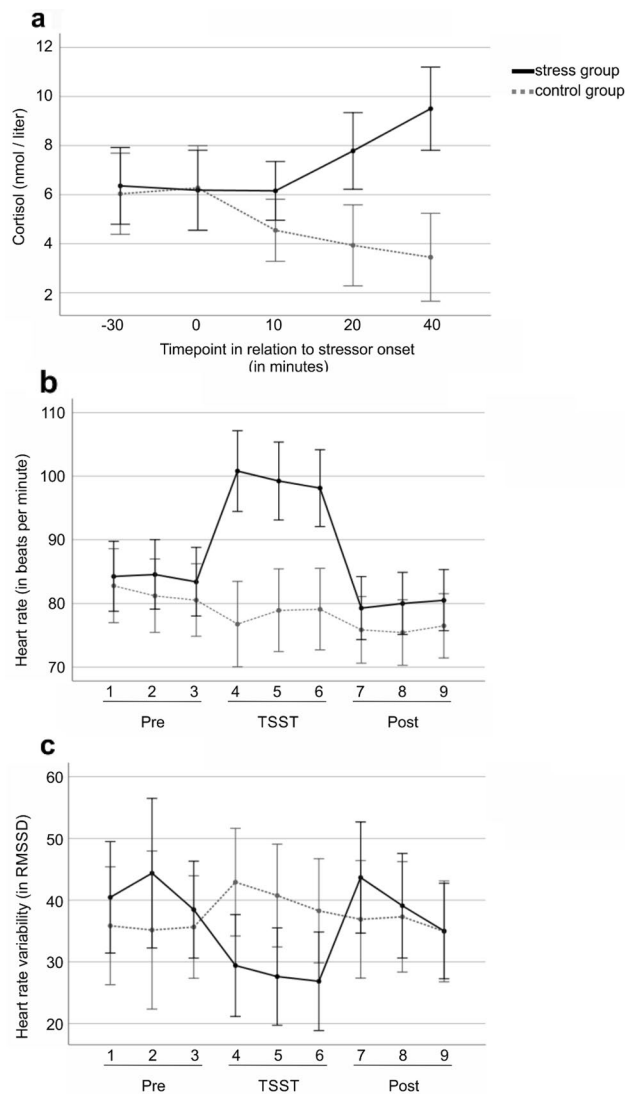 a
12
10
8
6
4
2
Cortisol (nmol / liter)
-30 0 10 20 40
Timepoint in relation to stressor onset
(in minutes)
stress group
control group
b
110
100
90
80
70
Heart rate (in beats per minute)
1 2 3 4 5 6 7 8 9
Pre TSST Post
c
60
50
40
30
20
Heart rate variability (in RMSSD)
1 2 3 4 5 6 7 8 9
Pre TSST Post